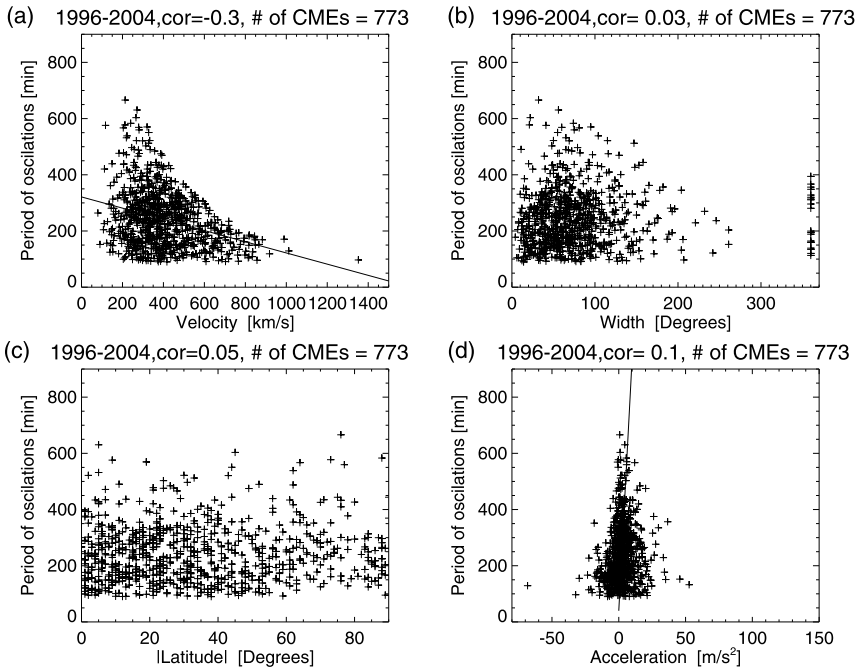 (a) 1996-2004,cor=-0.3, # of CMEs = 773
Period of oscilations [min]
800
600
400
200
0
0 200 400 600 800 1000 1200 1400
Velocity [km/s]
(b) 1996-2004,cor= 0.03, # of CMEs = 773
Period of oscilations [min]
800
600
400
200
0
0 100 200 300
Width [Degrees]
(c) 1996-2004,cor=0.05, # of CMEs = 773
Period of oscilations [min]
800
600
400
200
0
0 20 40 60 80
|Latitude| [Degrees]
(d) 1996-2004,cor= 0.1, # of CMEs = 773
Period of oscilations [min]
800
600
400
200
0
-50 0 50 100 150
Acceleration [m/s²]